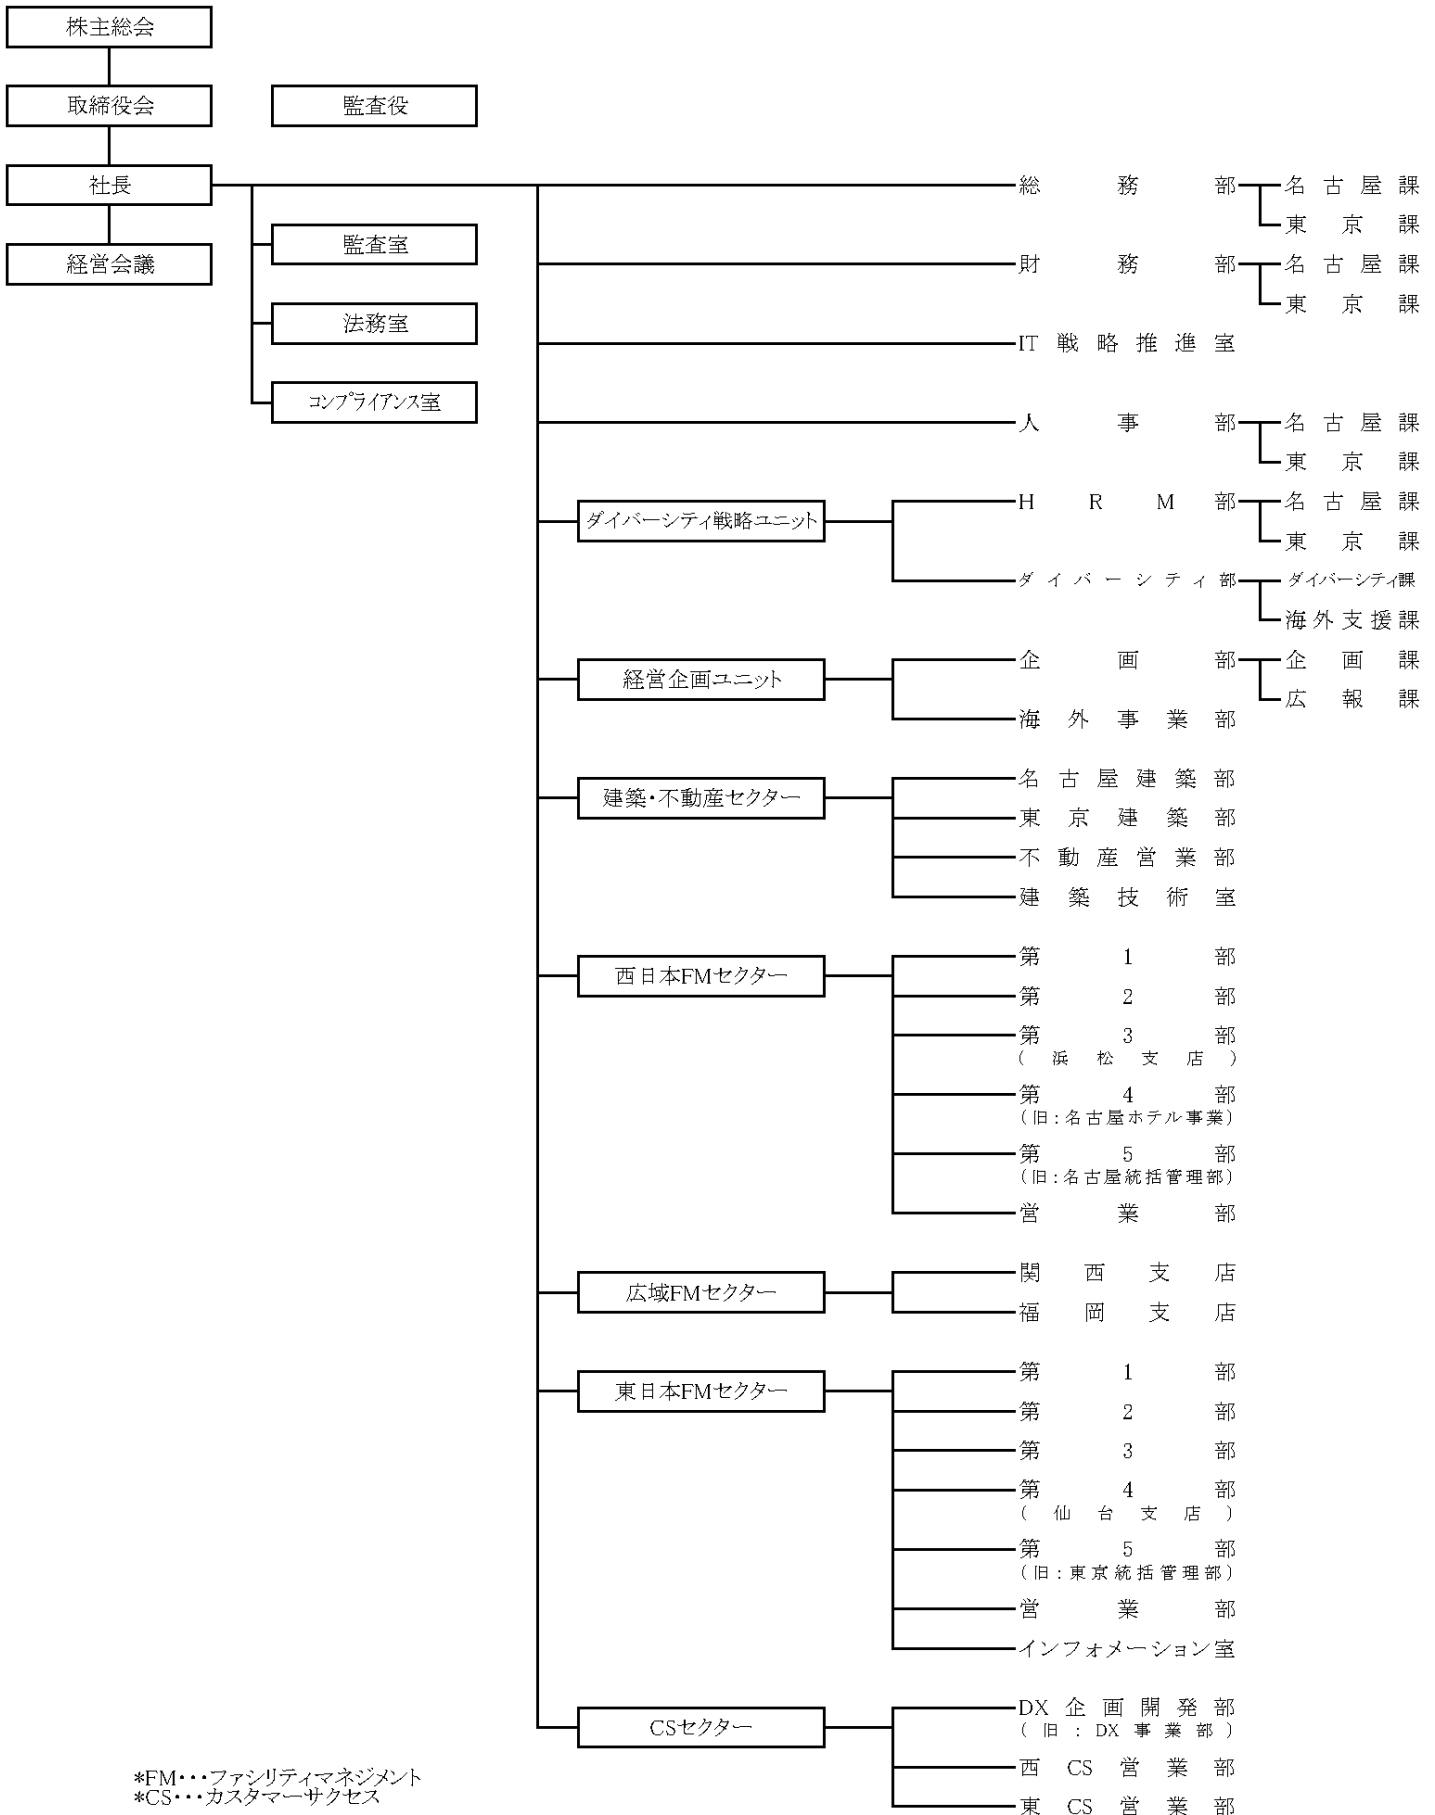 株主総会
取締役会
監査役
社長
経営会議
監査室
法務室
コンプライアンス室
総務部
名古屋課
東京課
財務部
名古屋課
東京課
IT戦略推進室
人事部
名古屋課
東京課
ダイバーシティ戦略ユニット
HRM部
名古屋課
東京課
ダイバーシティ部
ダイバーシティ課
海外支援課
経営企画ユニット
企画部
企画課
広報課
海外事業部
建築・不動産セクター
名古屋建築部
東京建築部
不動産営業部
建築技術室
西日本FMセクター
第1部
第2部
第3部
(浜松支店)
第4部
(旧:名古屋ホテル事業)
第5部
(旧:名古屋統括管理部)
営業部
広域FMセクター
関西支店
福岡支店
東日本FMセクター
第1部
第2部
第3部
第4部
(仙台支店)
第5部
(旧:東京統括管理部)
営業部
インフォメーション室
CSセクター
DX企画開発部
(旧:DX事業部)
西CS営業部
東CS営業部
*FM・・・ファシリティマネジメント
*CS・・・カスタマーサクセス